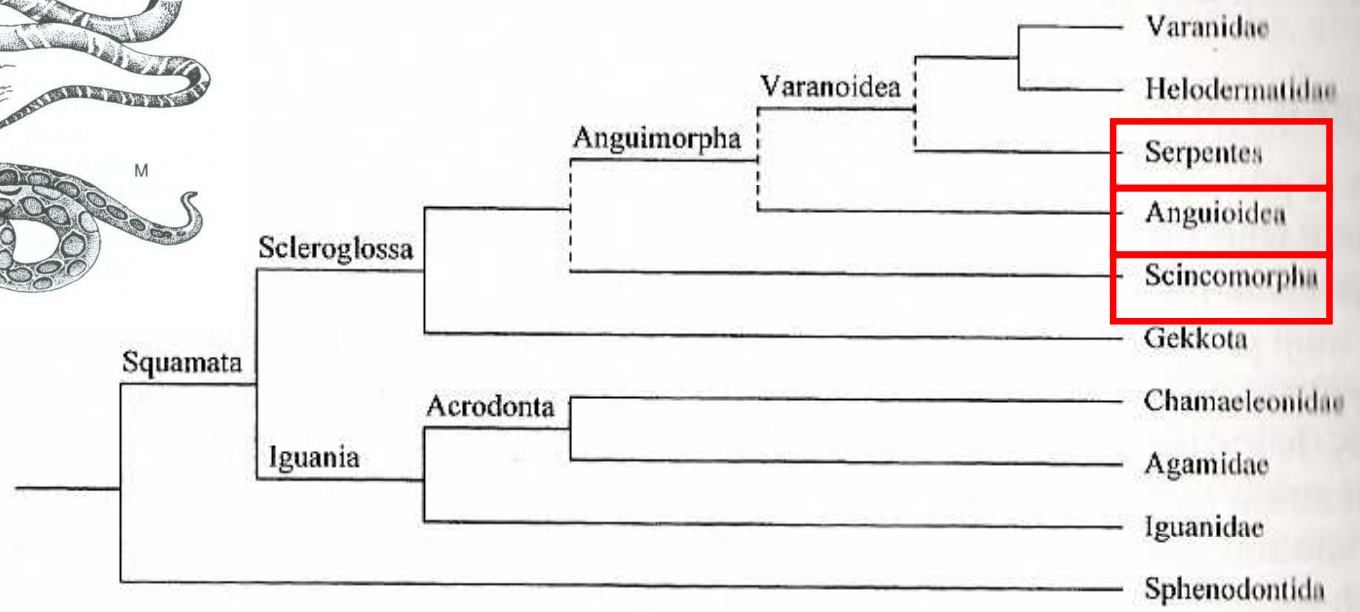 Varanidae
Varanoidea
Helodermatidae
Anguimorpha
Serpentes
M
Anguioidea
Scleroglossa
Scincomorpha
Gekkota
Squamata
Acrodonta
Chamaeleonidae
Iguania
Agamidae
Iguanidae
Sphenodontida